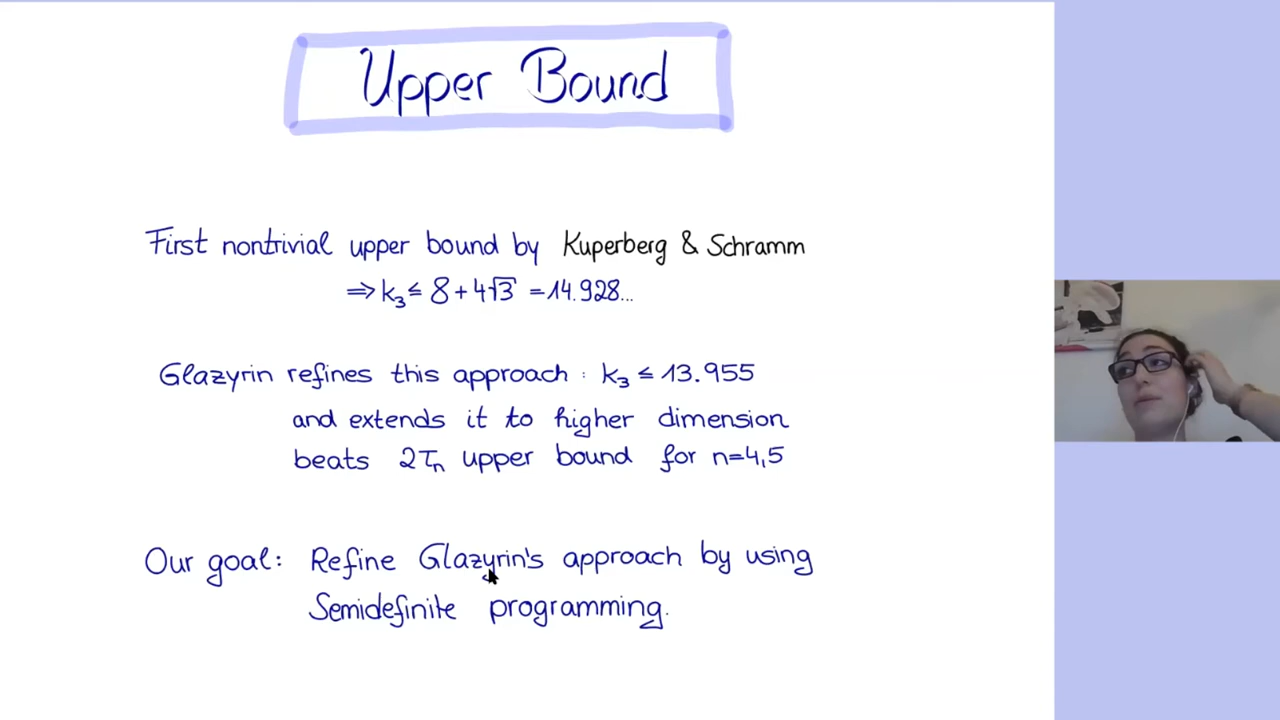 Upper Bound
First nontrivial upper bound by Kuperberg & Schramm
⇒ k₃ ≤ 8 + 4√3 = 14.928...
Glazyrin refines this approach : k₃ ≤ 13.955
and extends it to higher dimension
beats 2τₙ upper bound for n=4,5
Our goal: Refine Glazyrin's approach by using
Semidefinite programming.